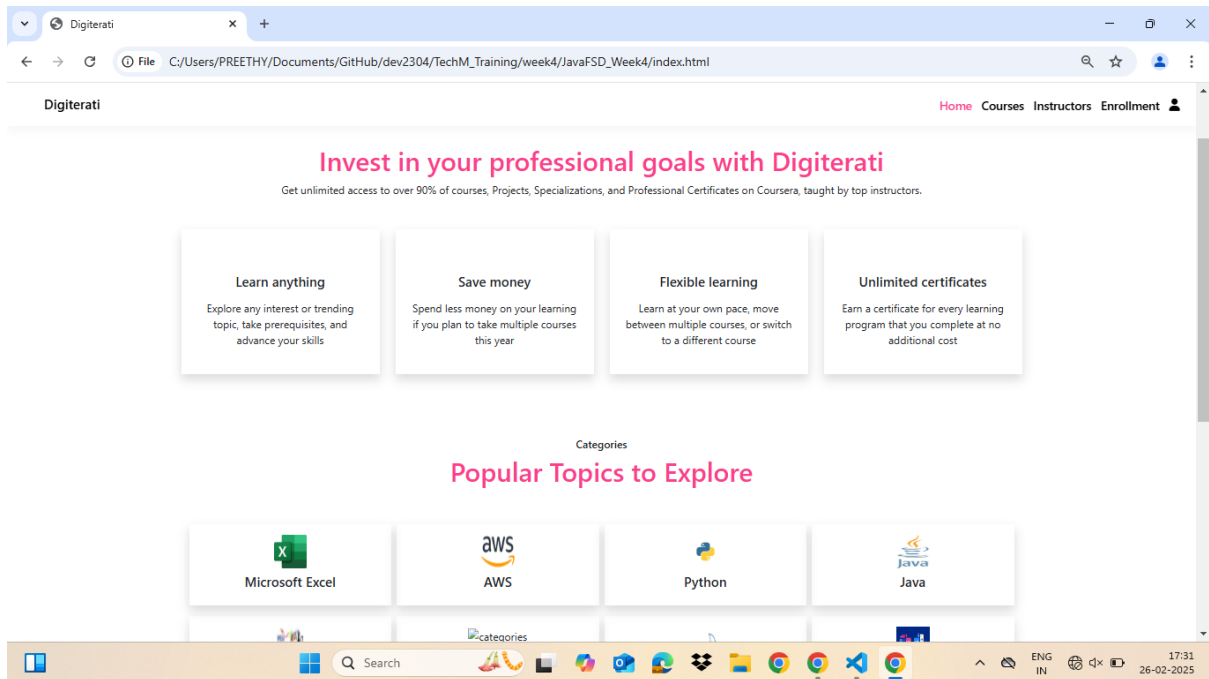 Digiterati
File C:/Users/PREETHY/Documents/GitHub/dev2304/TechM_Training/week4/JavaFSD_Week4/index.html
Digiterati
Home Courses Instructors Enrollment
Invest in your professional goals with Digiterati
Get unlimited access to over 90% of courses, Projects, Specializations, and Professional Certificates on Coursera, taught by top instructors.
Learn anything
Explore any interest or trending
topic, take prerequisites, and
advance your skills
Save money
Spend less money on your learning
if you plan to take multiple courses
this year
Flexible learning
Learn at your own pace, move
between multiple courses, or switch
to a different course
Unlimited certificates
Earn a certificate for every learning
program that you complete at no
additional cost
Categories
Popular Topics to Explore
X
Microsoft Excel
aws
AWS
Python
Java
Java
categories
Search
ENG
IN
17:31
26-02-2025